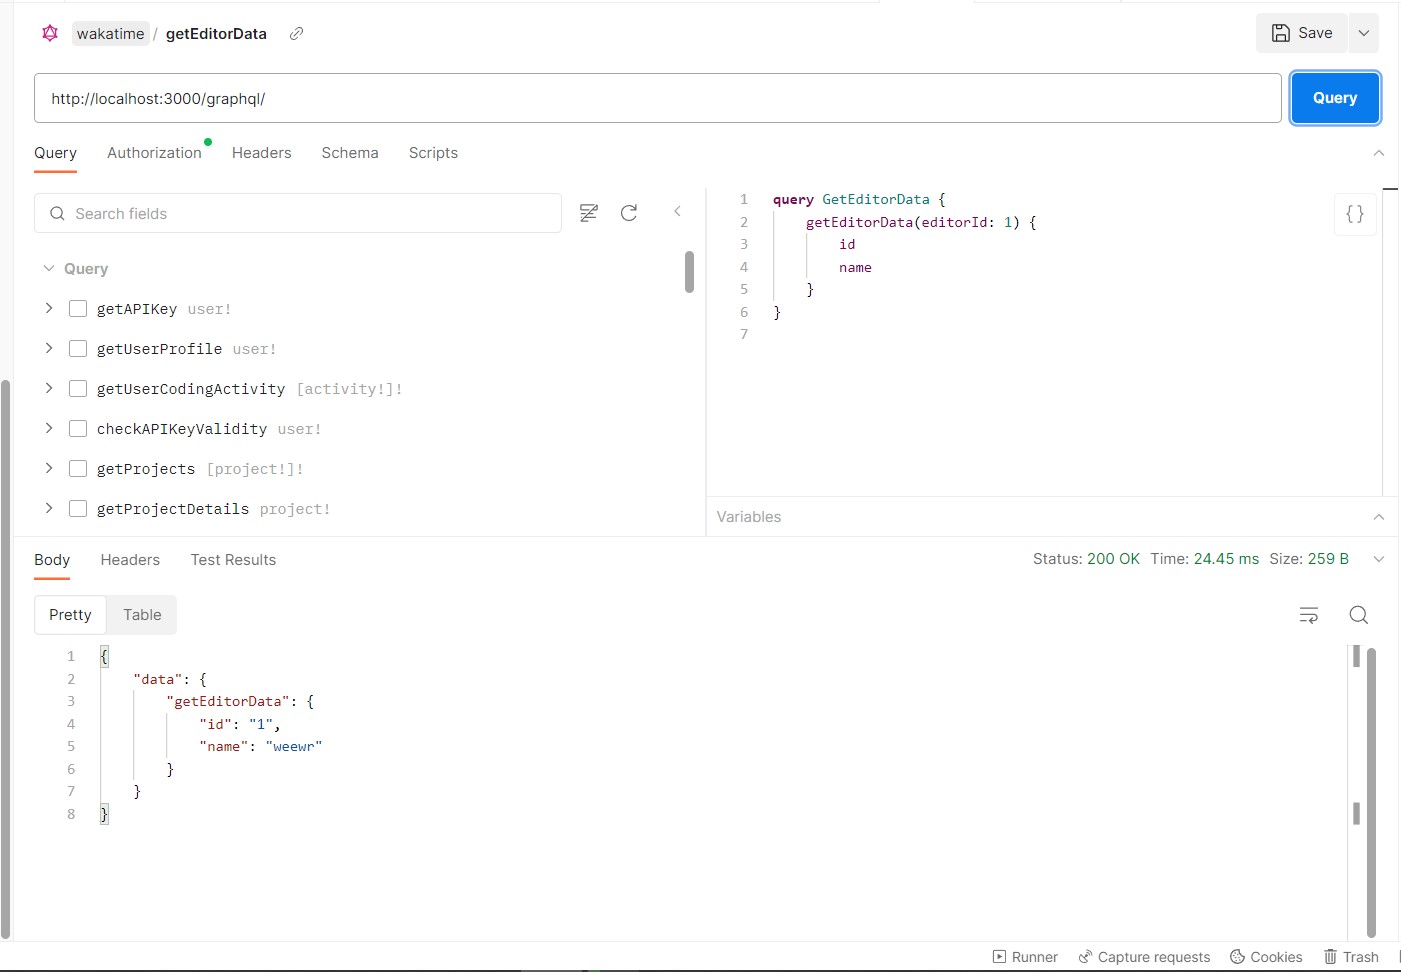 wakatime / getEditorData
Save
http://localhost:3000/graphql/
Query
Query Authorization Headers Schema Scripts
Search fields
Query
getAPIKey user!
getUserProfile user!
getUserCodingActivity [activity!]!
checkAPIKeyValidity user!
getProjects [project!]!
getProjectDetails project!
1 query GetEditorData {
2 getEditorData(editorId: 1) {
3 id
4 name
5 }
6 }
7
{}
Variables
Body Headers Test Results
Status: 200 OK Time: 24.45 ms Size: 259 B
Pretty Table
1 {
2 "data": {
3 "getEditorData": {
4 "id": "1",
5 "name": "weewr"
6 }
7 }
8 }
Runner Capture requests Cookies Trash